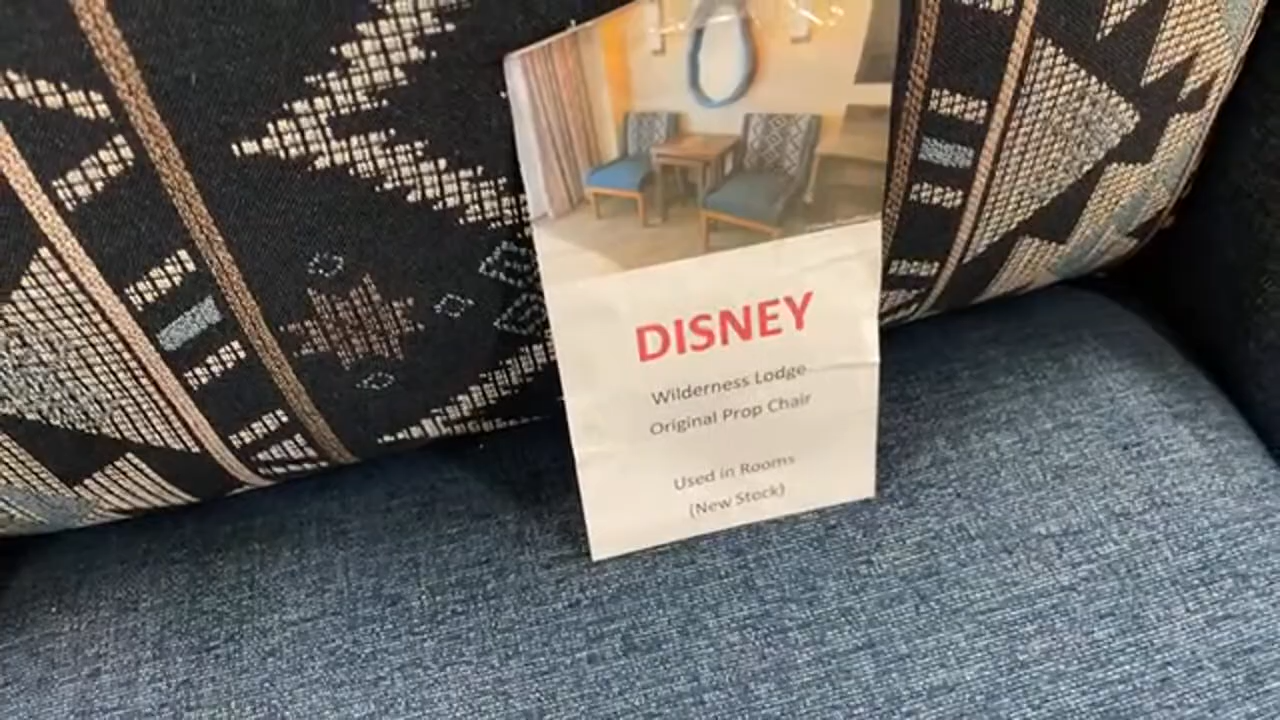 DISNEY
Wilderness Lodge
Original Prop Chair
Used in Rooms
(New Stock)